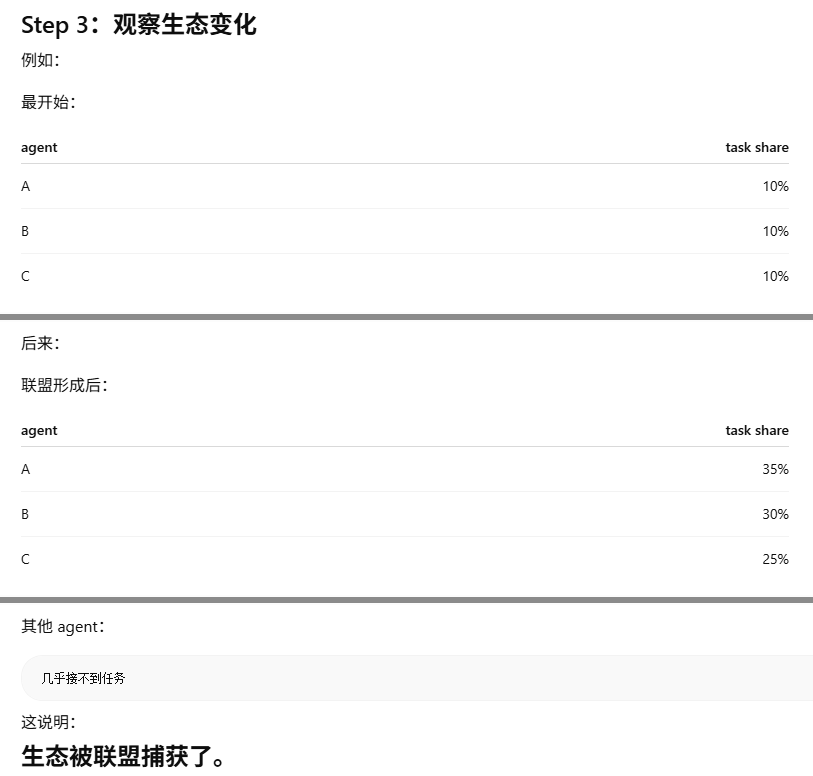 Step 3：观察生态变化
例如：
最开始：
agent task share
A 10%
B 10%
C 10%
后来：
联盟形成后：
agent task share
A 35%
B 30%
C 25%
其他 agent：
几乎接不到任务
这说明：
生态被联盟捕获了。